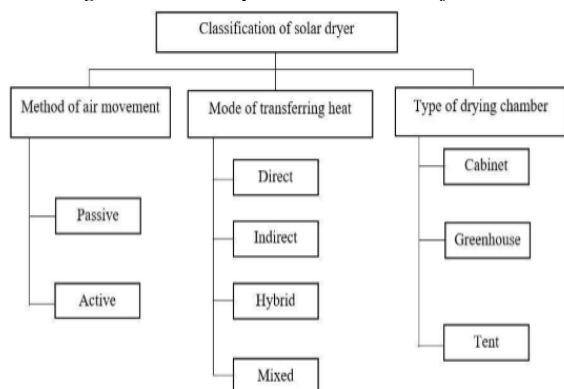 Classification of solar dryer
Method of air movement
Passive
Active
Mode of transferring heat
Direct
Indirect
Hybrid
Mixed
Type of drying chamber
Cabinet
Greenhouse
Tent